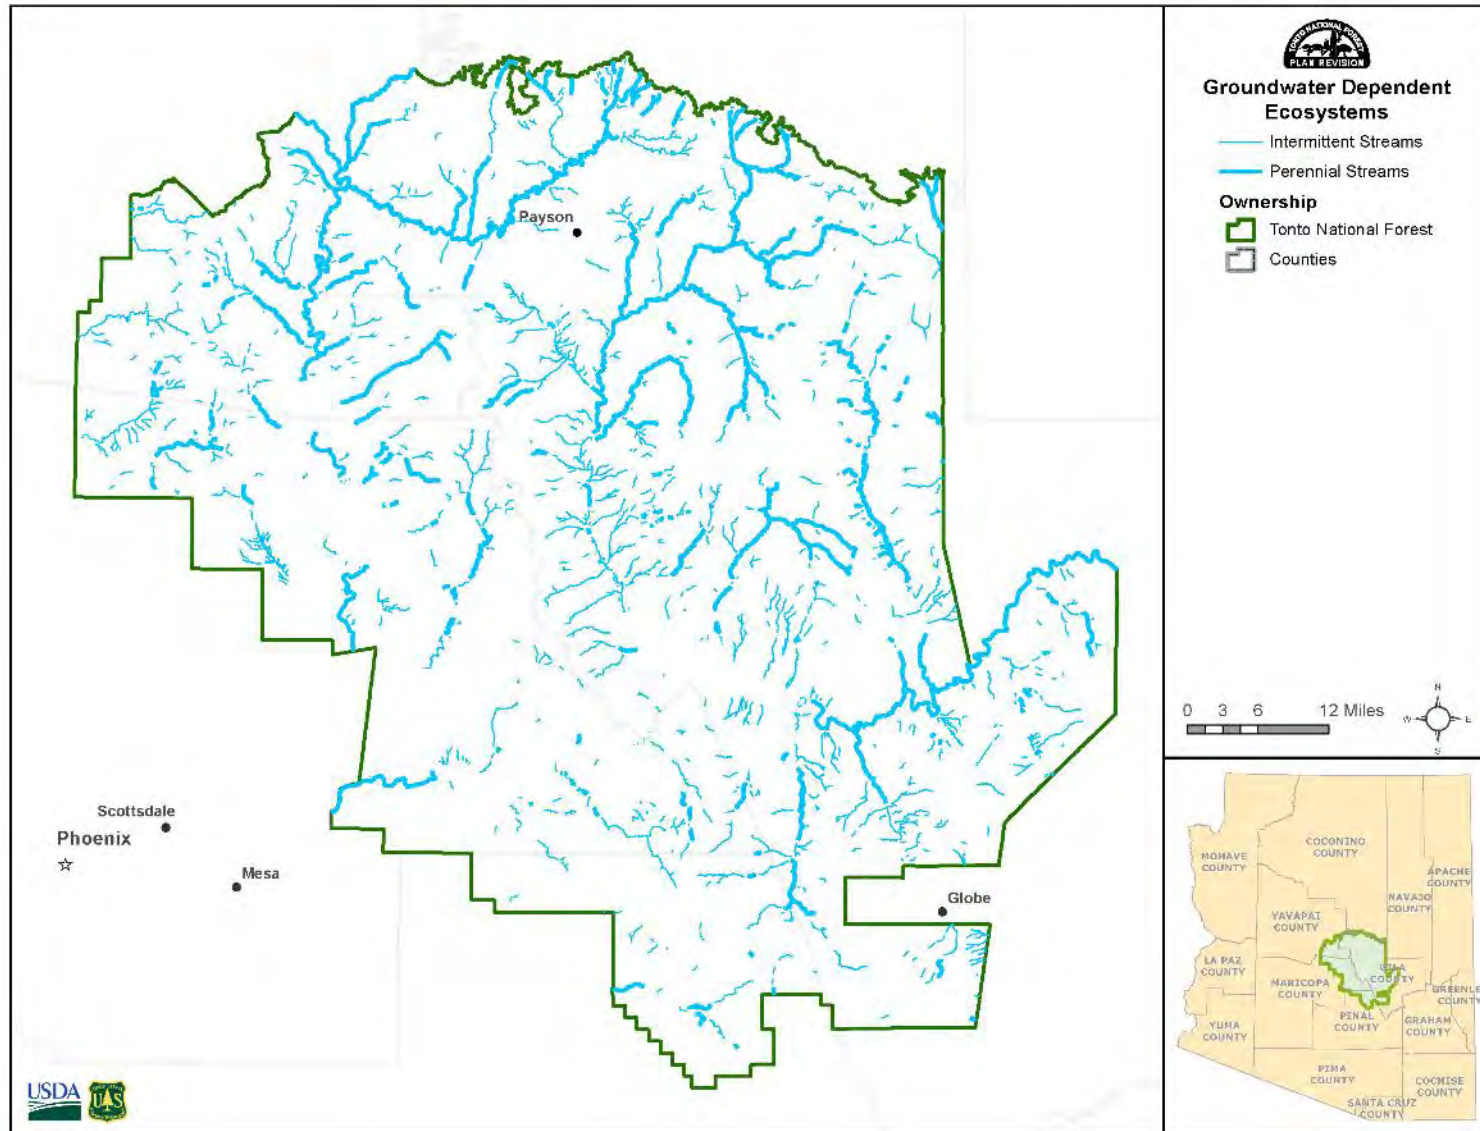 Payson
Scottsdale
Phoenix
Mesa
Globe
USDA
U S
TONTO NATIONAL FOREST
PLAN REVISION
Groundwater Dependent
Ecosystems
Intermittent Streams
Perennial Streams
Ownership
Tonto National Forest
Counties
0 3 6 12 Miles
N
W E
S
COCONINO
COUNTY
MOHAVE
COUNTY
APACHE
COUNTY
NAVAJO
COUNTY
YAVAPAI
COUNTY
LA PAZ
COUNTY
GILA
COUNTY
MARICOPA
COUNTY
GREENLEE
COUNTY
PINAL
COUNTY
GRAHAM
COUNTY
YUMA
COUNTY
PIMA
COUNTY
COCHISE
COUNTY
SANTA CRUZ
COUNTY